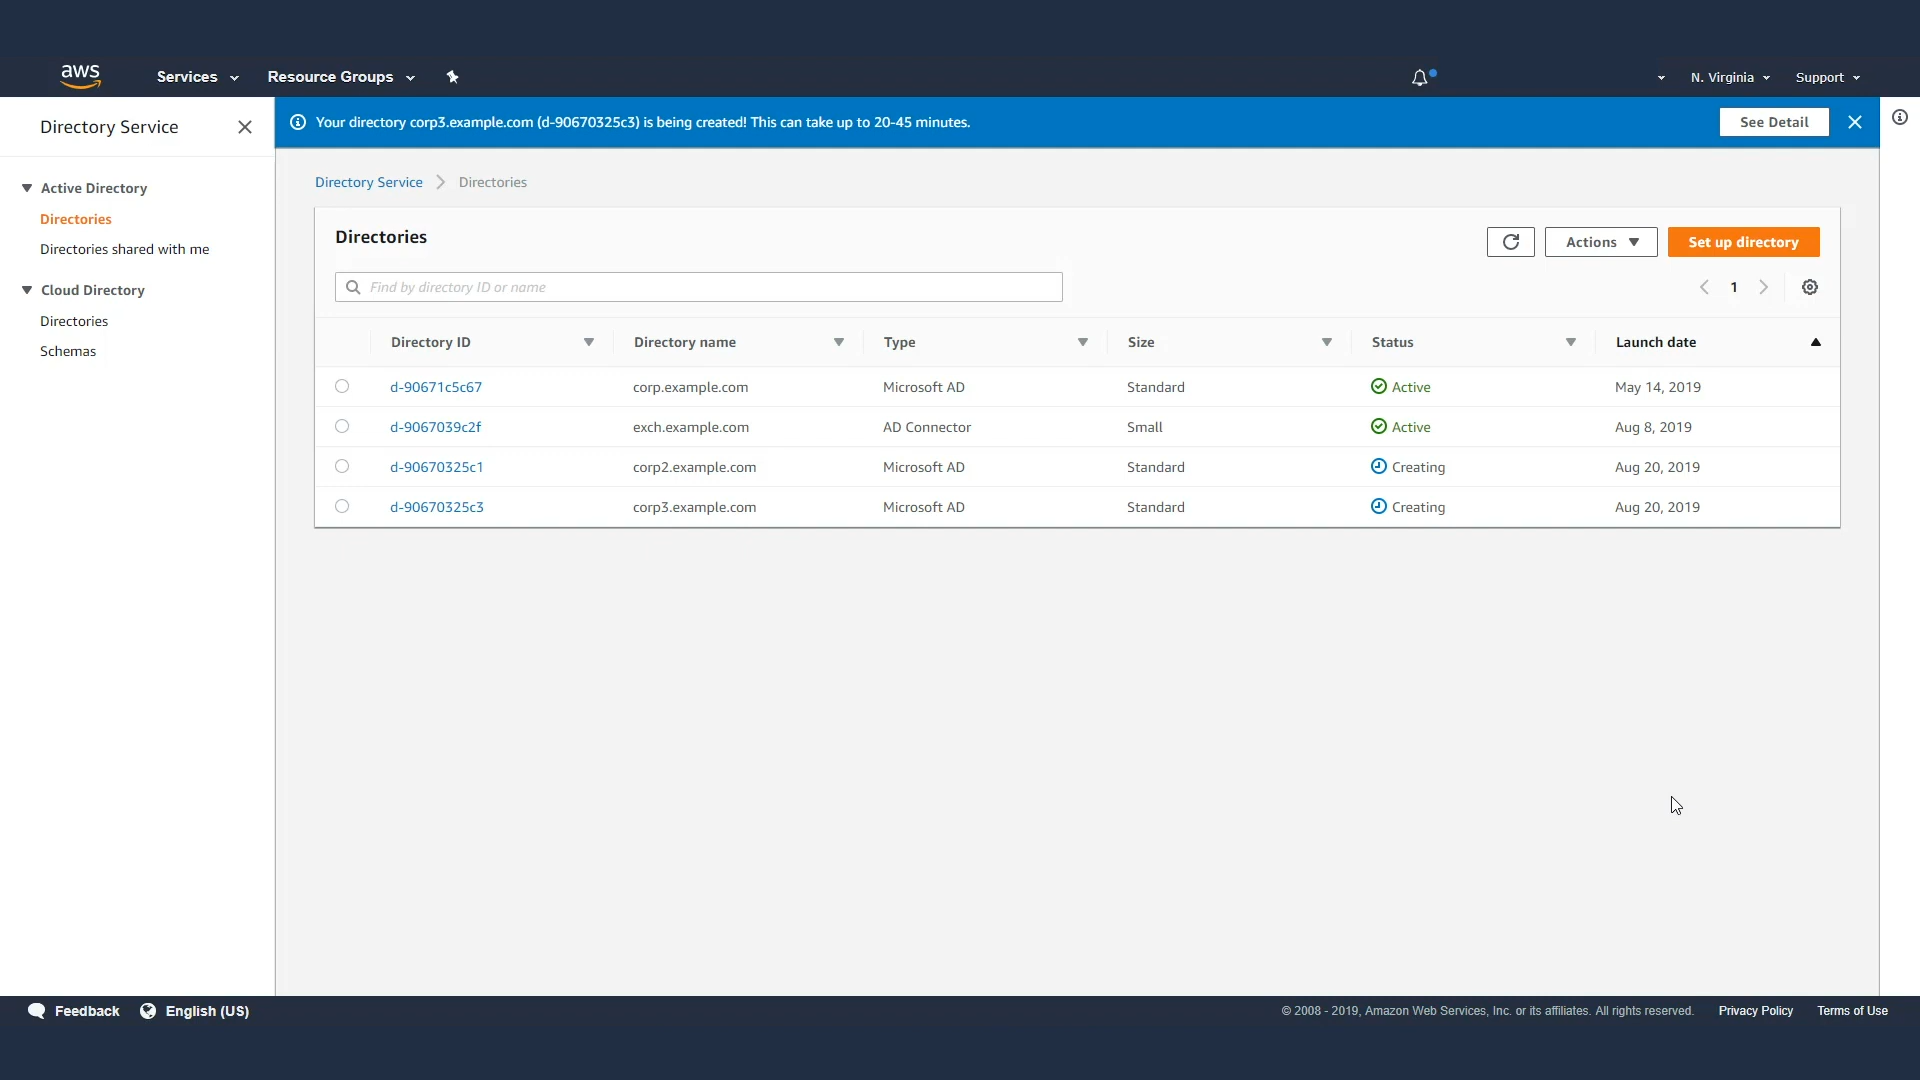 aws Services Resource Groups N. Virginia Support
Directory Service
Your directory corp3.example.com (d-90670325c3) is being created! This can take up to 20-45 minutes. See Detail
Active Directory
Directories
Directories shared with me
Cloud Directory
Directories
Schemas
Directory Service Directories
Directories Actions Set up directory
Find by directory ID or name 1
Directory ID Directory name Type Size Status Launch date
d-90671c5c67 corp.example.com Microsoft AD Standard Active May 14, 2019
d-9067039c2f exch.example.com AD Connector Small Active Aug 8, 2019
d-90670325c1 corp2.example.com Microsoft AD Standard Creating Aug 20, 2019
d-90670325c3 corp3.example.com Microsoft AD Standard Creating Aug 20, 2019
Feedback English (US) © 2008 - 2019, Amazon Web Services, Inc. or its affiliates. All rights reserved. Privacy Policy Terms of Use